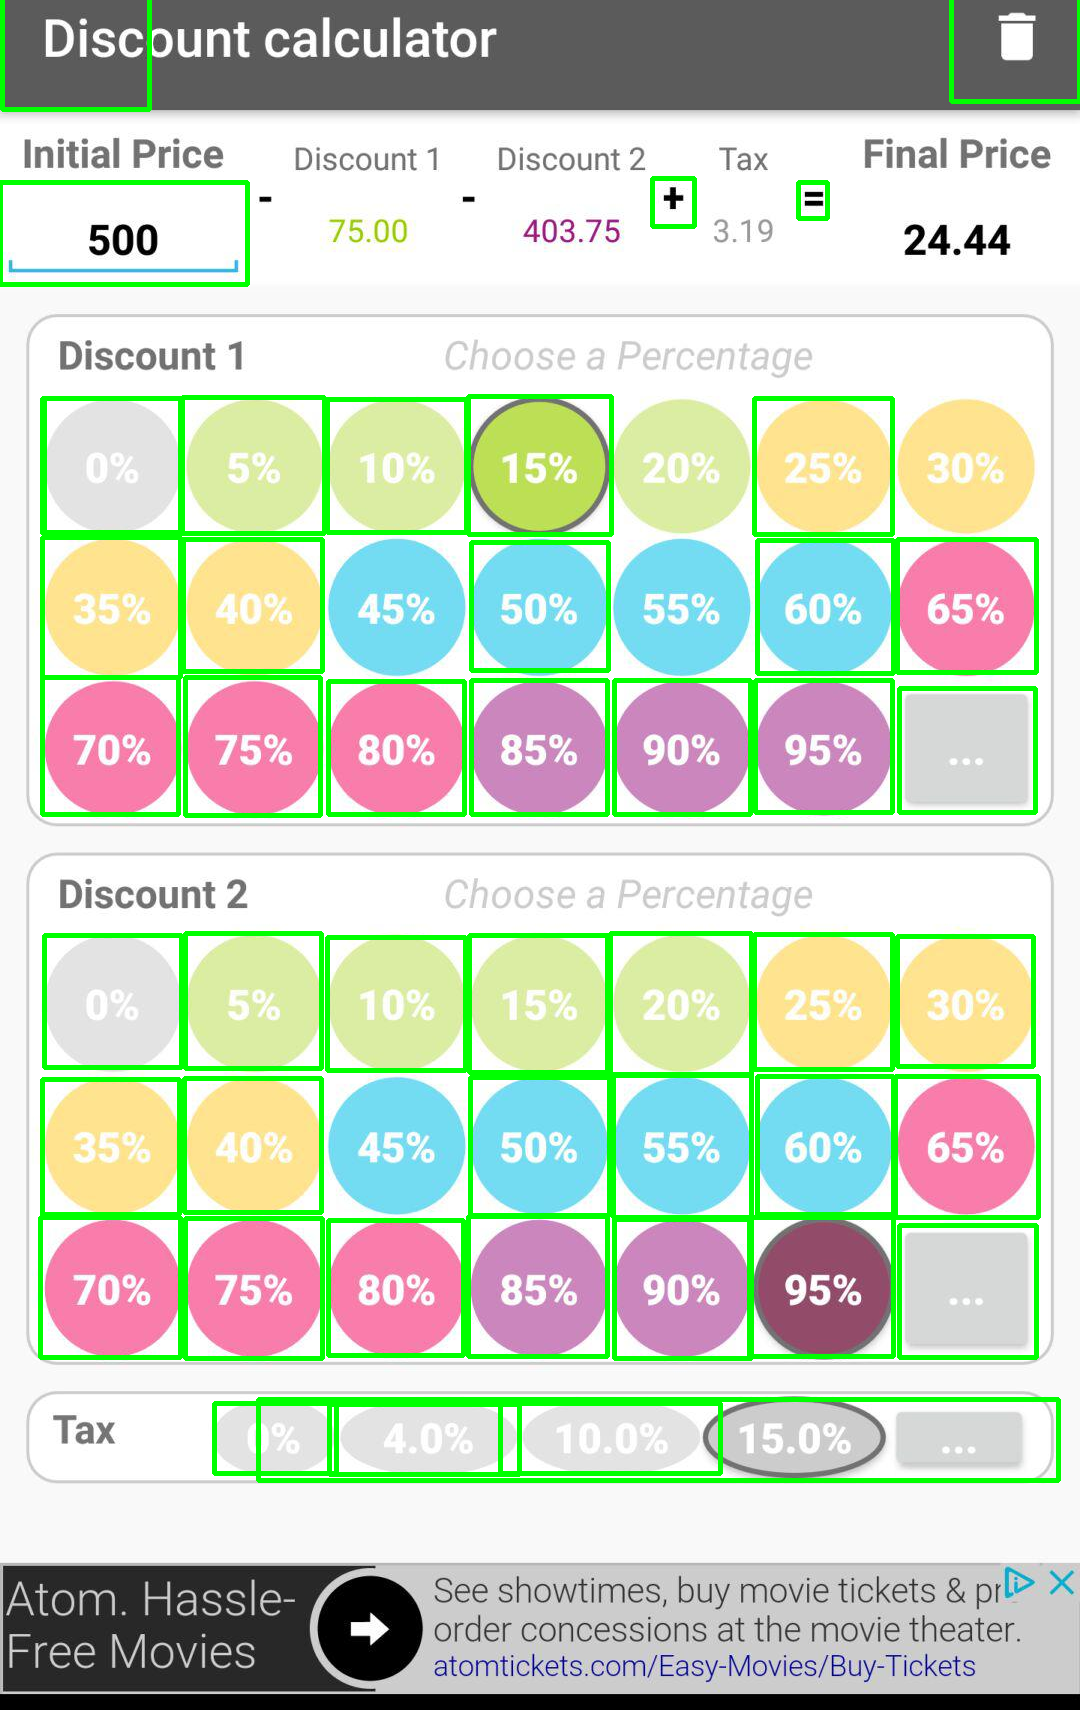 Discount calculator
Initial Price Discount 1 Discount 2 Tax Final Price
500 - 75.00 - 403.75 + 3.19 = 24.44
Discount 1 Choose a Percentage
0% 5% 10% 15% 20% 25% 30%
35% 40% 45% 50% 55% 60% 65%
70% 75% 80% 85% 90% 95% ...
Discount 2 Choose a Percentage
0% 5% 10% 15% 20% 25% 30%
35% 40% 45% 50% 55% 60% 65%
70% 75% 80% 85% 90% 95% ...
Tax 0% 4.0% 10.0% 15.0% ...
Atom. Hassle-
Free Movies
See showtimes, buy movie tickets &
order concessions at the movie theater.
atomtickets.com/Easy-Movies/Buy-Tickets